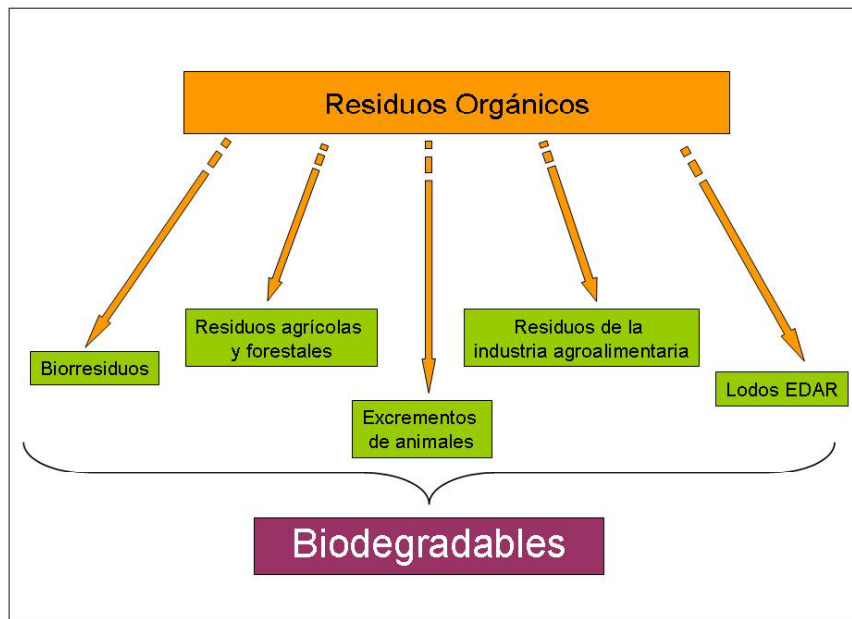 Residuos Orgánicos
Biorresiduos
Residuos agrícolas
y forestales
Excrementos
de animales
Residuos de la
industria agroalimentaria
Lodos EDAR
Biodegradables